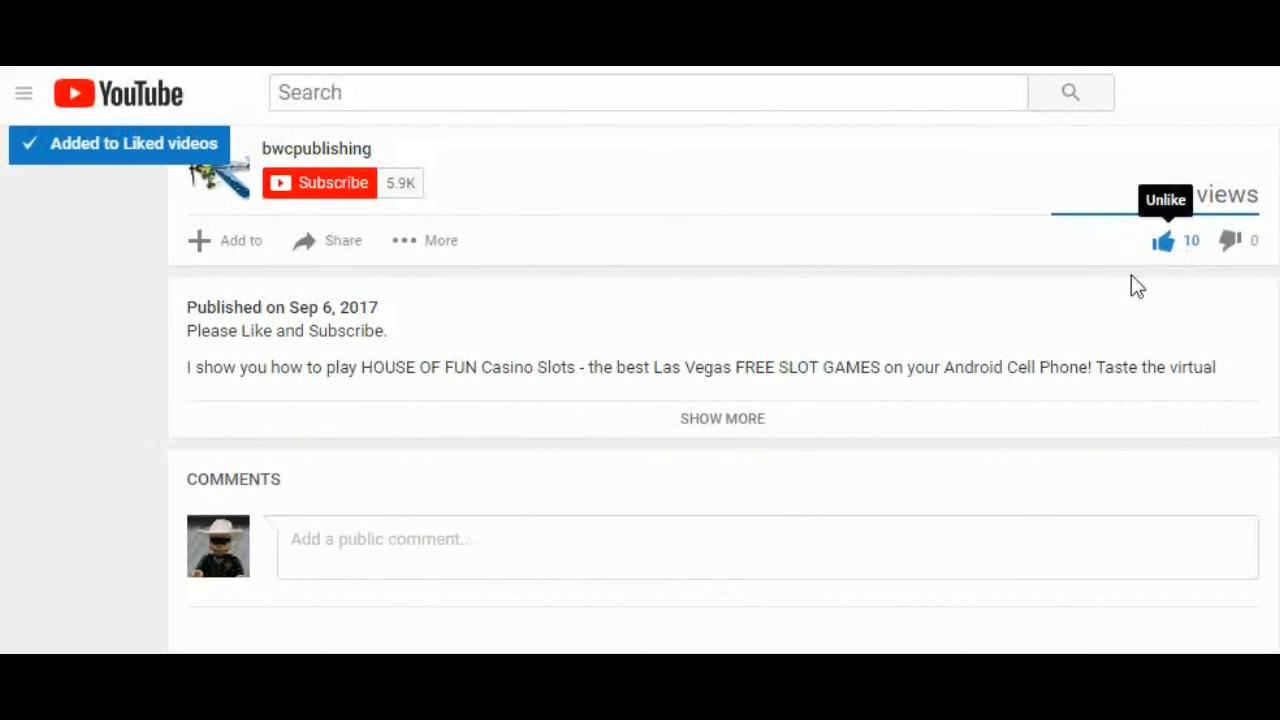 YouTube
Search
Added to Liked videos
bwcpublishing
Subscribe 5.9K
views
Unlike
Add to Share More
10 0
Published on Sep 6, 2017
Please Like and Subscribe.
I show you how to play HOUSE OF FUN Casino Slots - the best Las Vegas FREE SLOT GAMES on your Android Cell Phone! Taste the virtual
SHOW MORE
COMMENTS
Add a public comment...